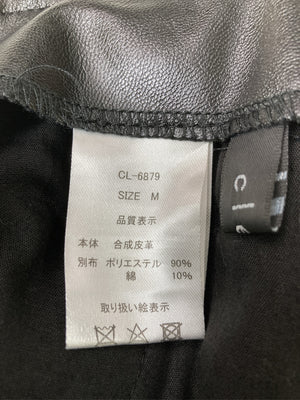 CL-6879
SIZE M
品質表示
本体 合成皮革
別布 ポリエステル 90%
綿 10%
取り扱い絵表示